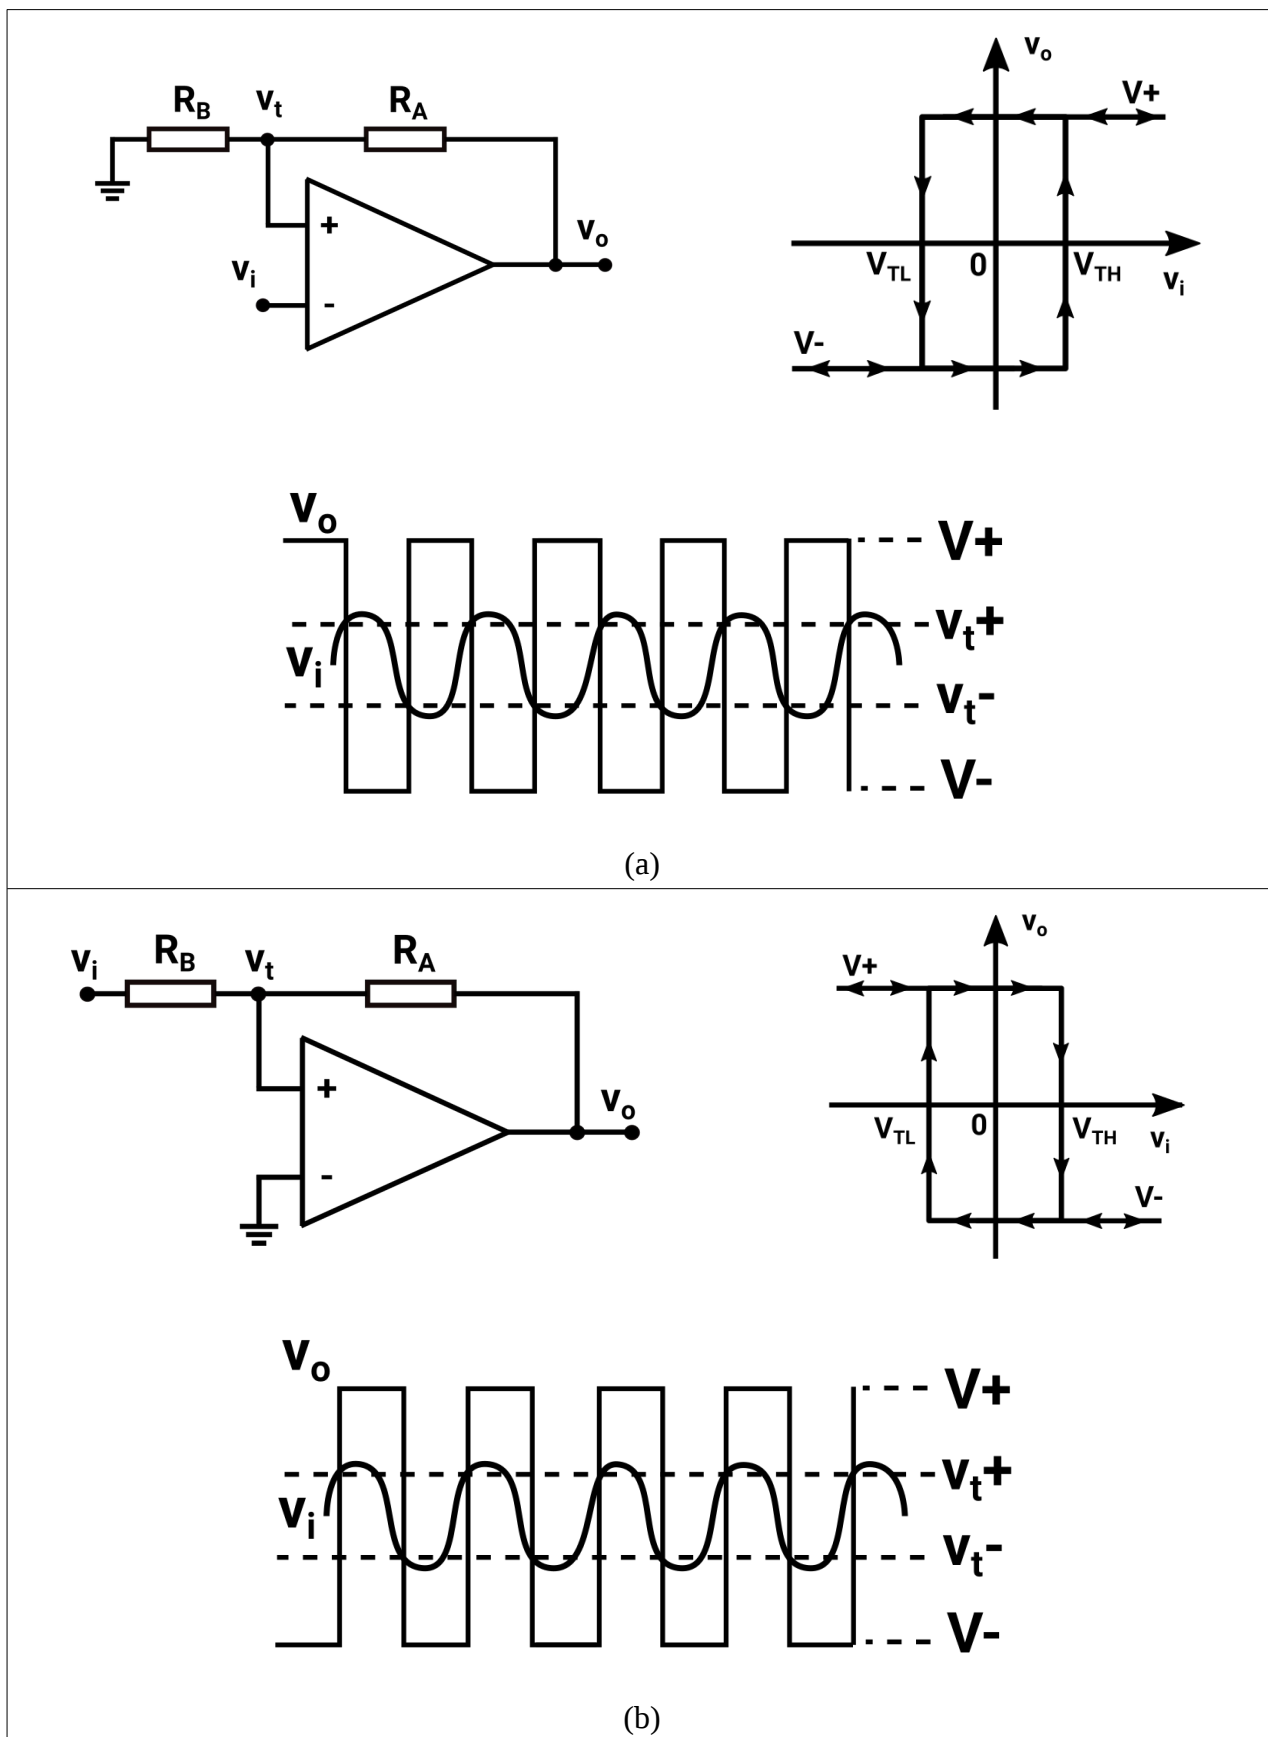 R_B v_t R_A
v_i
+
-
v_o
v_o
V+
V_TL 0 V_TH
v_i
V-
v_o
V+
v_t+
v_i
v_t-
V-
(a)
v_i R_B v_t R_A
+
-
v_o
v_o
V+
V_TL 0 V_TH v_i
V-
v_o
V+
v_t+
v_i
v_t-
V-
(b)